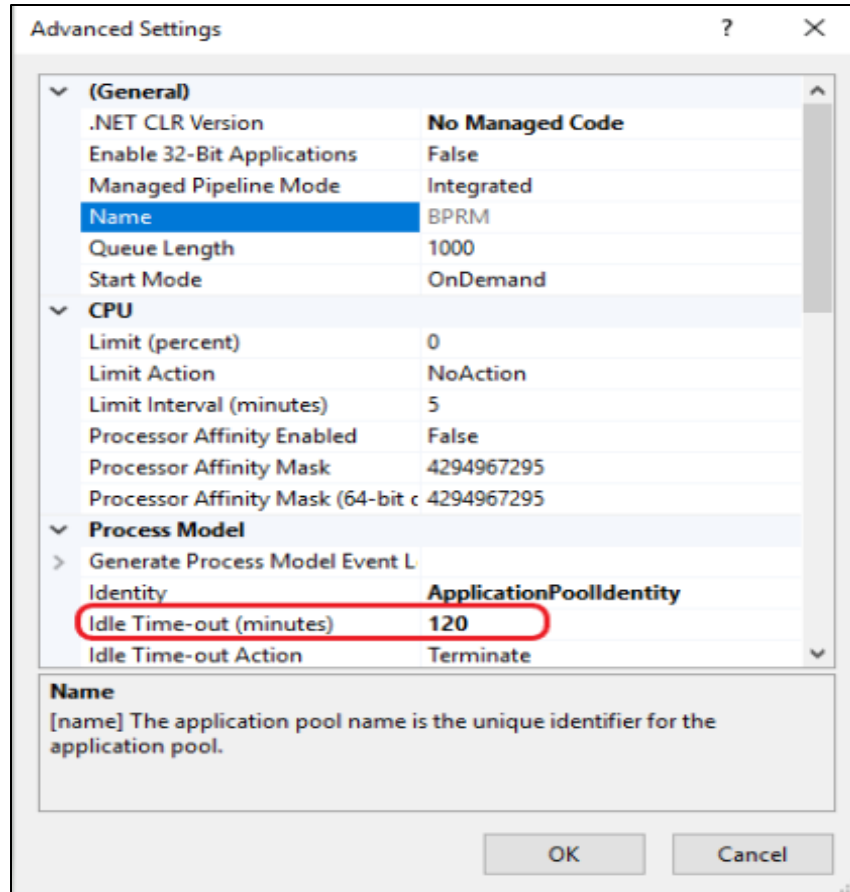 Advanced Settings ?
(General)
.NET CLR Version No Managed Code
Enable 32-Bit Applications False
Managed Pipeline Mode Integrated
Name BPRM
Queue Length 1000
Start Mode OnDemand
CPU
Limit (percent) 0
Limit Action NoAction
Limit Interval (minutes) 5
Processor Affinity Enabled False
Processor Affinity Mask 4294967295
Processor Affinity Mask (64-bit c 4294967295
Process Model
Generate Process Model Event L
Identity ApplicationPoolIdentity
Idle Time-out (minutes) 120
Idle Time-out Action Terminate
Name
[name] The application pool name is the unique identifier for the
application pool.
OK Cancel